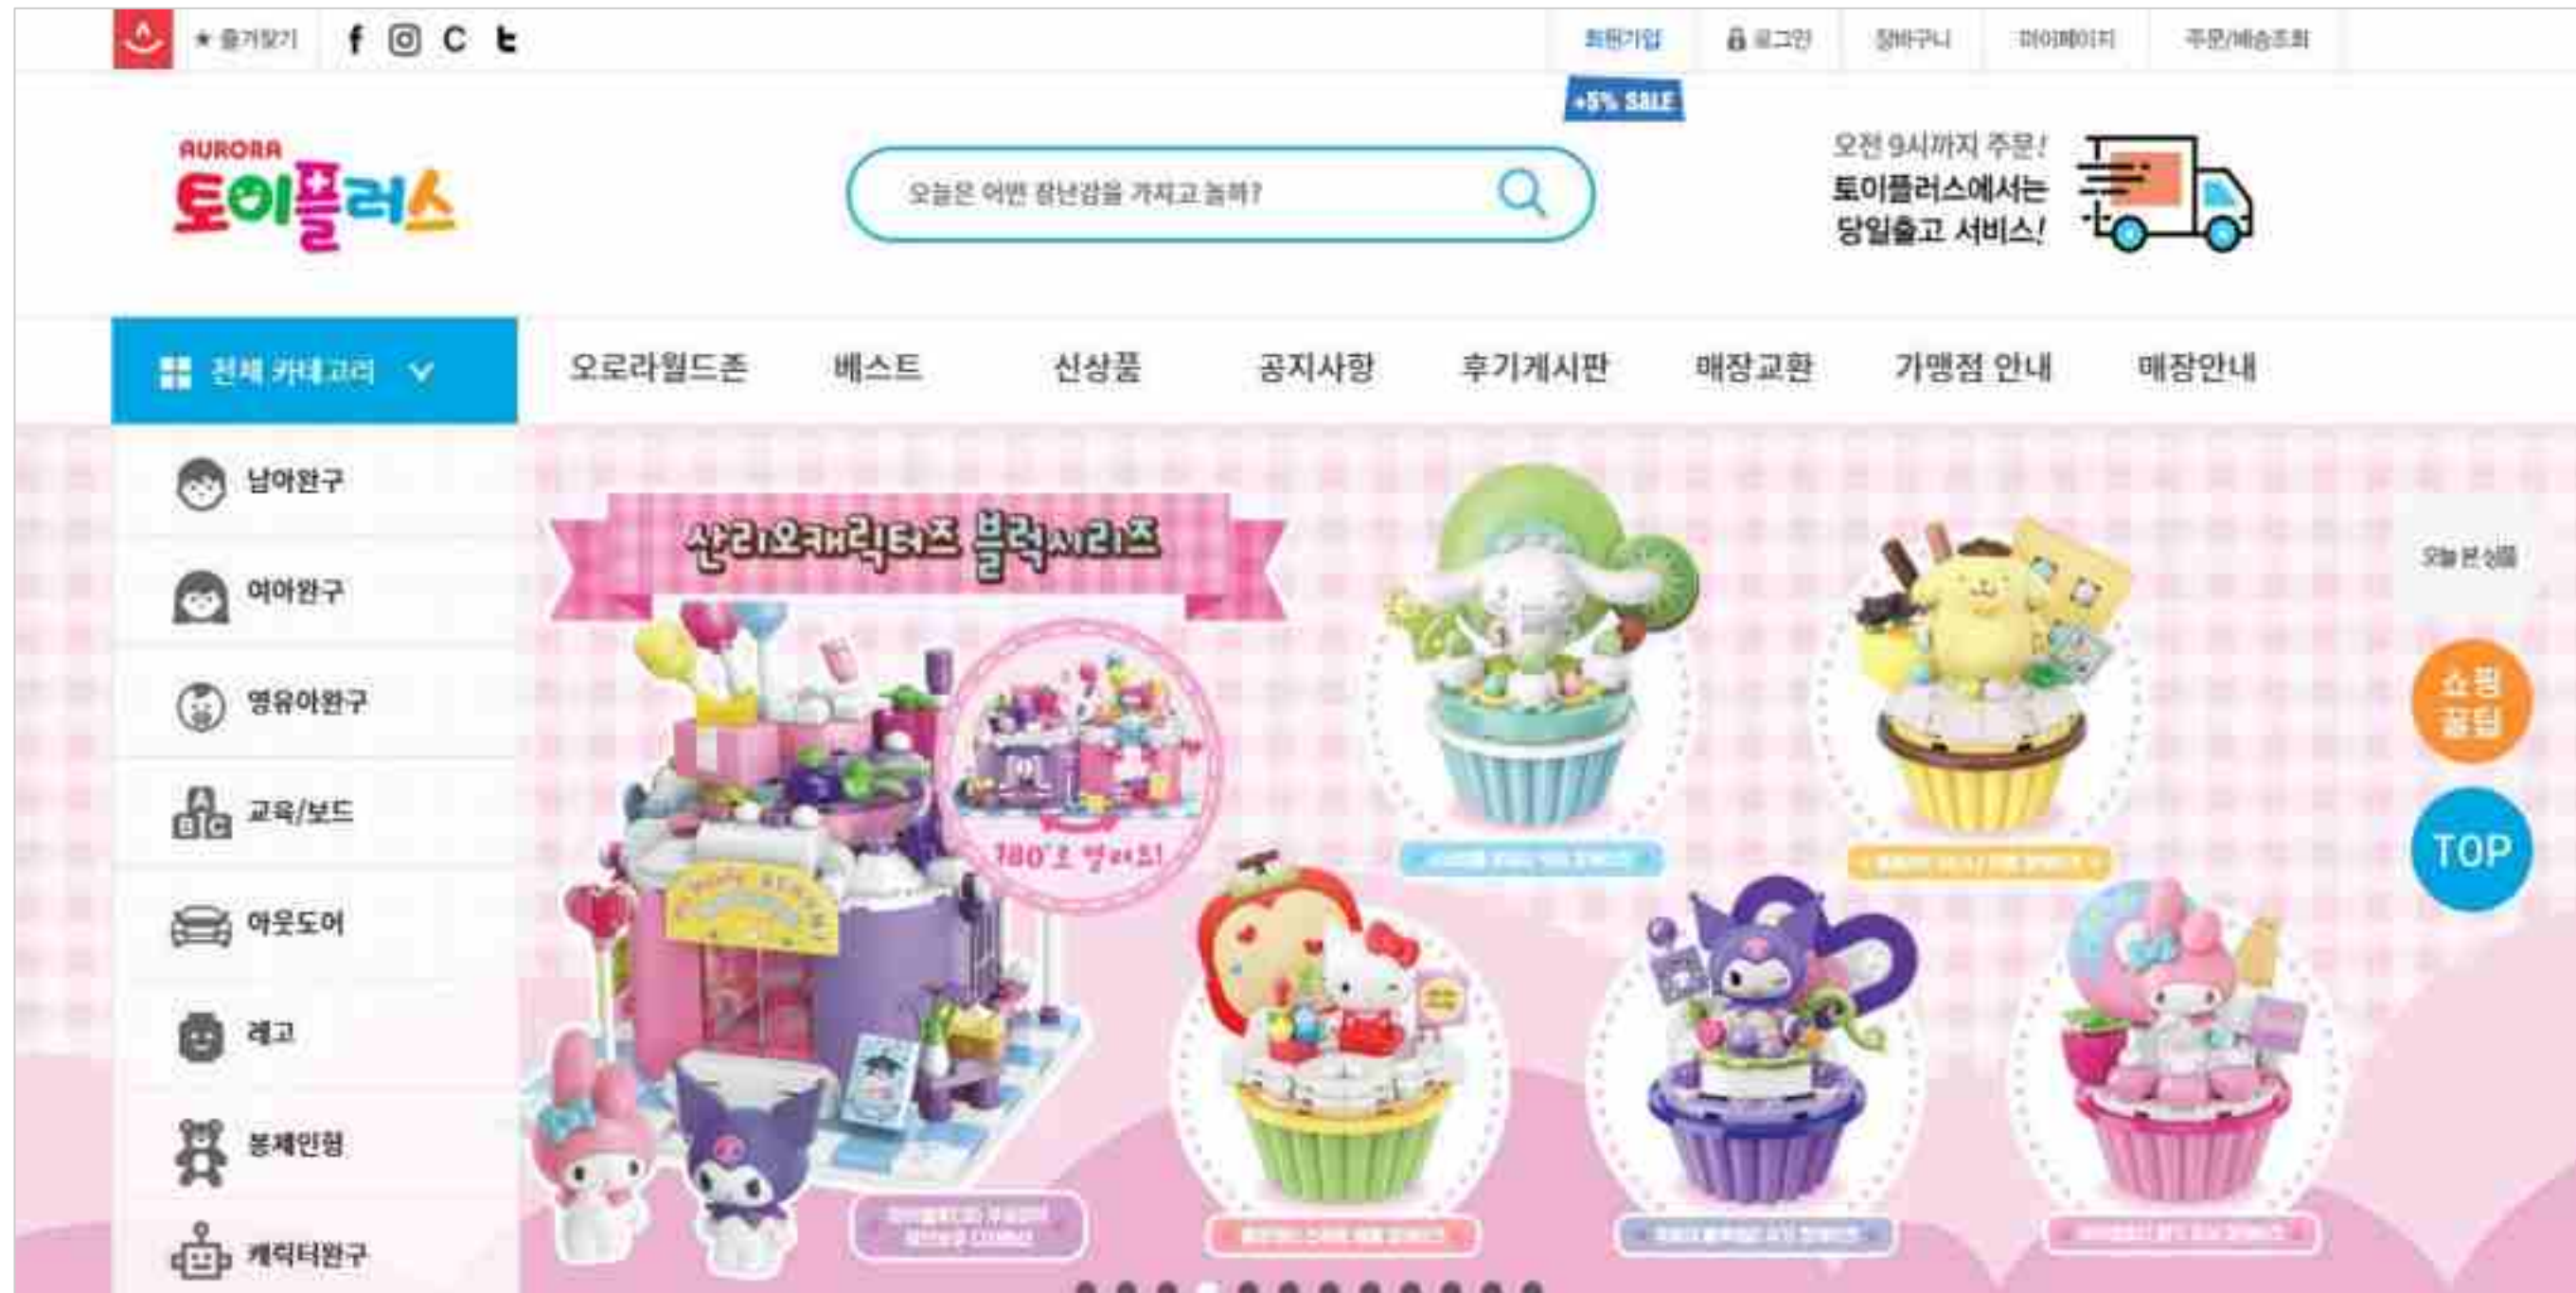 ★ 즐겨찾기
회원가입
로그인
장바구니
마이페이지
주문/배송조회
+5% SALE
AURORA
토이플러스
오늘은 어떤 장난감을 가지고 놀까?
오전 9시까지 주문!
토이플러스에서는
당일출고 서비스!
전체 카테고리
오로라월드존
베스트
신상품
공지사항
후기게시판
매장교환
가맹점 안내
매장안내
남아완구
여아완구
영유아완구
교육/보드
아웃도어
레고
봉제인형
캐릭터완구
산리오캐릭터즈 블럭시리즈
오늘 본 상품
쇼핑
꿀팁
TOP